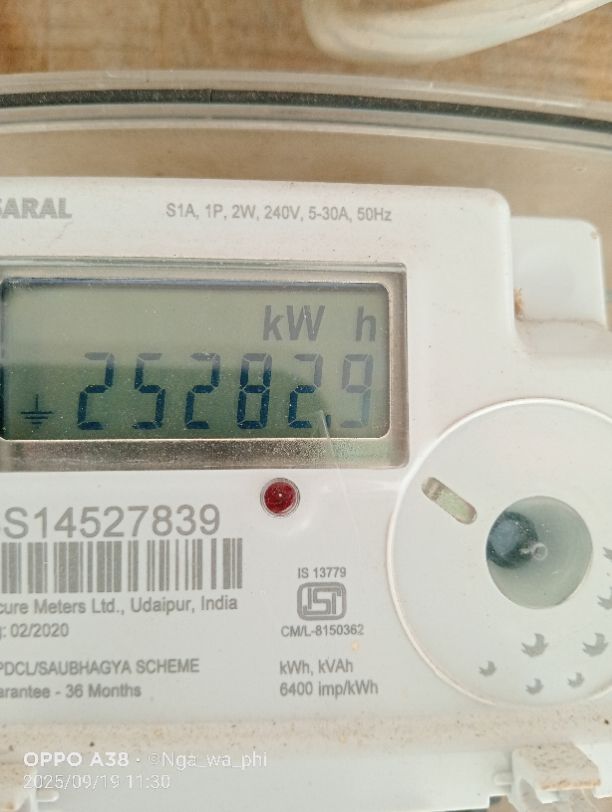 SARAL
S1A, 1P, 2W, 240V, 5-30A, 50Hz
kW h
25282.9
S14527839
IS 13779
ISI
cure Meters Ltd., Udaipur, India
CM/L-8150362
g: 02/2020
PDCL/SAUBHAGYA SCHEME
kWh, kVAh
arantee - 36 Months
6400 imp/kWh
OPPO A38 · ©Nga_wa_phi
2025/09/19 11:30